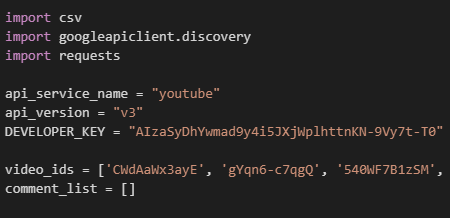 import csv
import googleapiclient.discovery
import requests
api_service_name = "youtube"
api_version = "v3"
DEVELOPER_KEY = "AIzaSyDhYwmad9y4i5JXjWplhttnKN-9Vy7t-T0"
video_ids = ['CWdAaWx3ayE', 'gYqn6-c7qgQ', '540WF7B1zSM',
comment_list = []